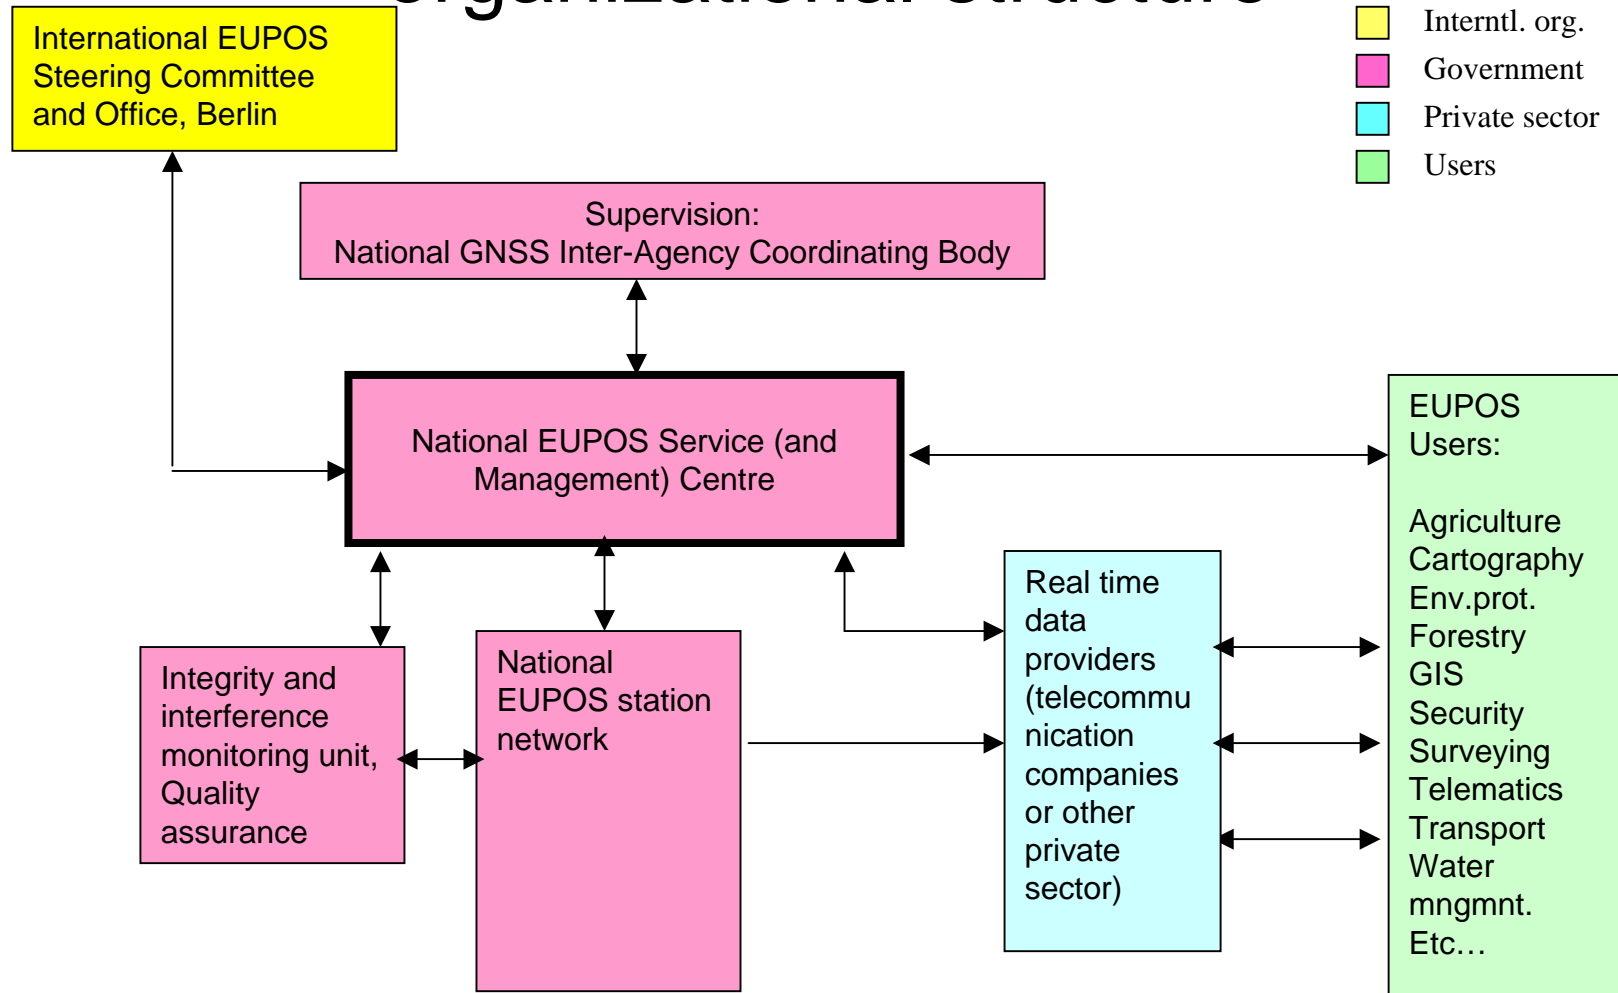 organizational structure
International EUPOS
Steering Committee
and Office, Berlin
Interntl. org.
Government
Private sector
Users
Supervision:
National GNSS Inter-Agency Coordinating Body
National EUPOS Service (and
Management) Centre
EUPOS
Users:
Agriculture
Cartography
Env.prot.
Forestry
GIS
Security
Surveying
Telematics
Transport
Water
mngmnt.
Etc…
Real time
data
providers
(telecommu
nication
companies
or other
private
sector)
National
EUPOS station
network
Integrity and
interference
monitoring unit,
Quality
assurance